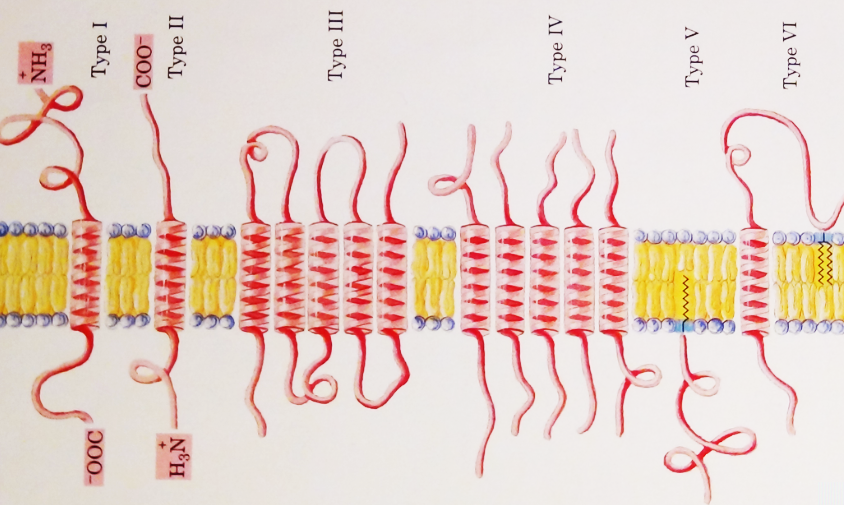 Type I
Type II
Type III
Type IV
Type V
Type VI
⁺NH₃
COO⁻
⁻OOC
H₃N⁺